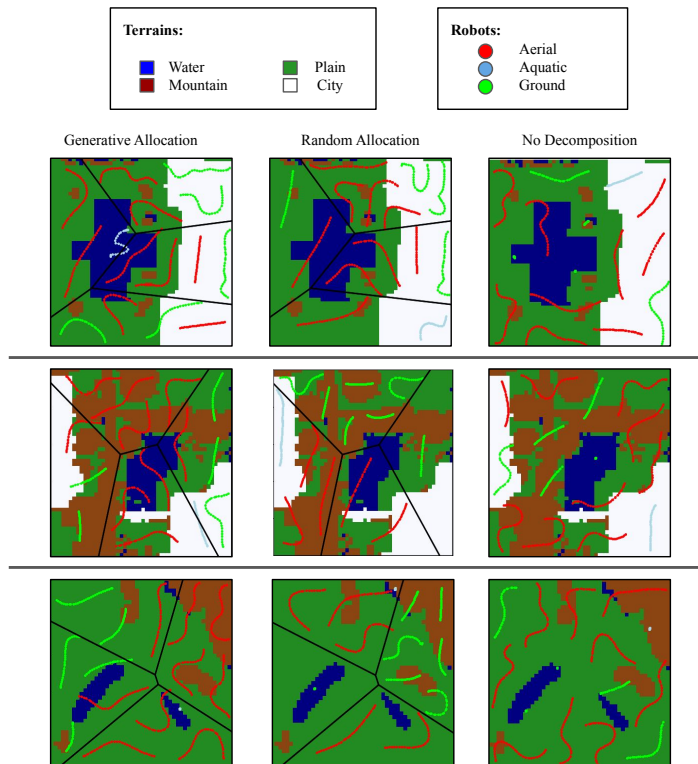 Terrains:
Water
Plain
Mountain
City
Robots:
Aerial
Aquatic
Ground
Generative Allocation
Random Allocation
No Decomposition